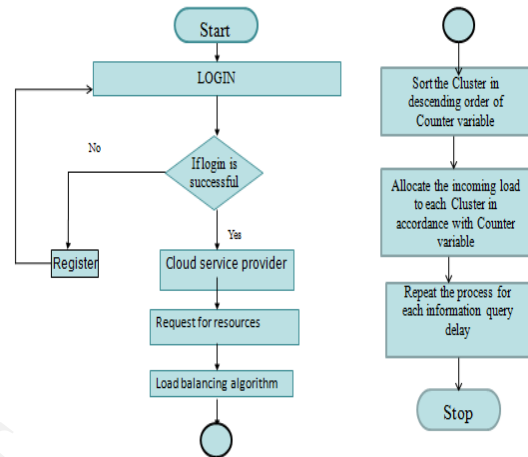 Start
LOGIN
No
If login is
successful
Yes
Register
Cloud service provider
Request for resources
Load balancing algorithm
Sort the Cluster in
descending order of
Counter variable
Allocate the incoming load
to each Cluster in
accordance with Counter
variable
Repeat the process for
each information query
delay
Stop